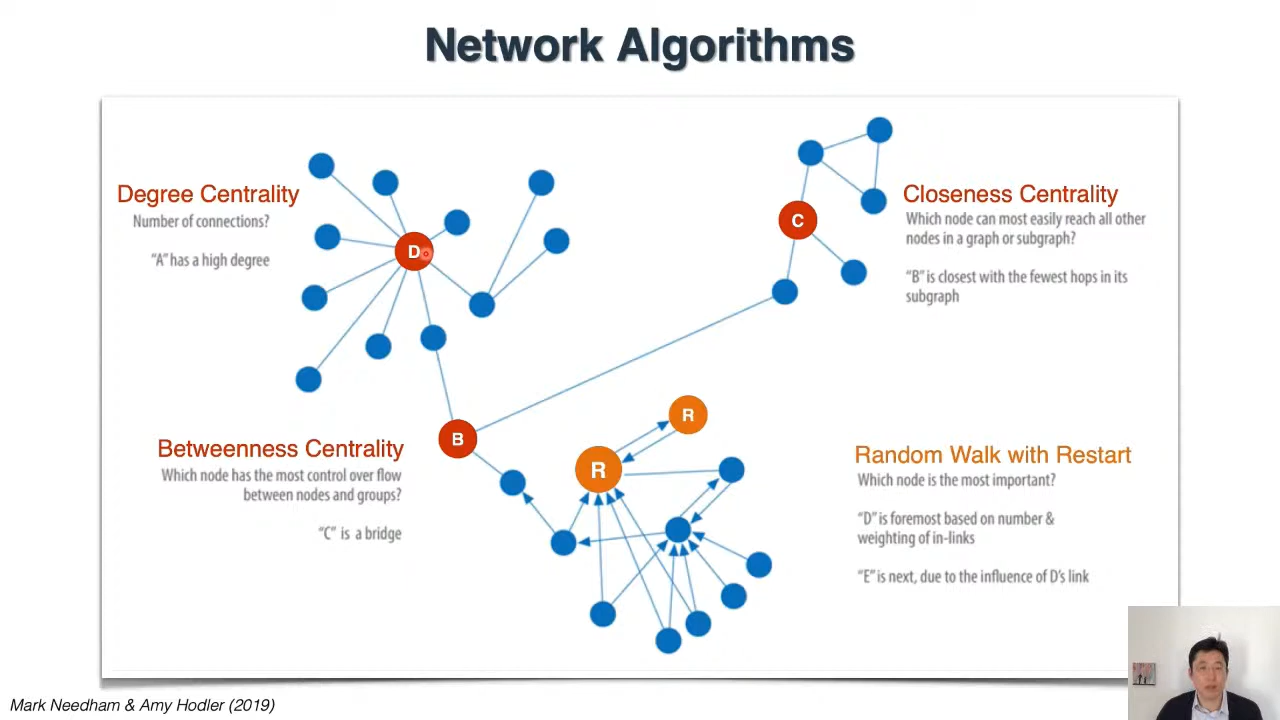 Network Algorithms
Degree Centrality
Number of connections?
"A" has a high degree
D
Closeness Centrality
Which node can most easily reach all other
nodes in a graph or subgraph?
"B" is closest with the fewest hops in its
subgraph
C
Betweenness Centrality
Which node has the most control over flow
between nodes and groups?
"C" is a bridge
B
R
R
Random Walk with Restart
Which node is the most important?
"D" is foremost based on number &
weighting of in-links
"E" is next, due to the influence of D's link
Mark Needham & Amy Hodler (2019)